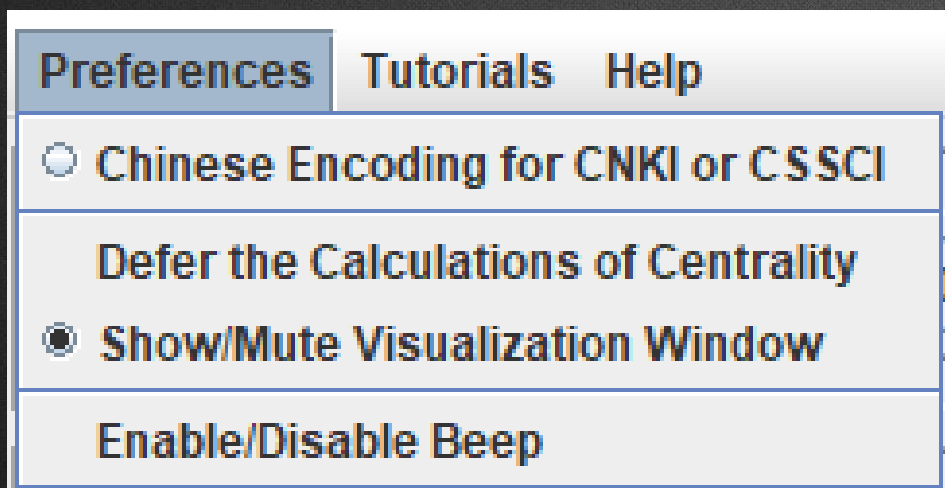 Preferences Tutorials Help
Chinese Encoding for CNKI or CSSCI
Defer the Calculations of Centrality
Show/Mute Visualization Window
Enable/Disable Beep